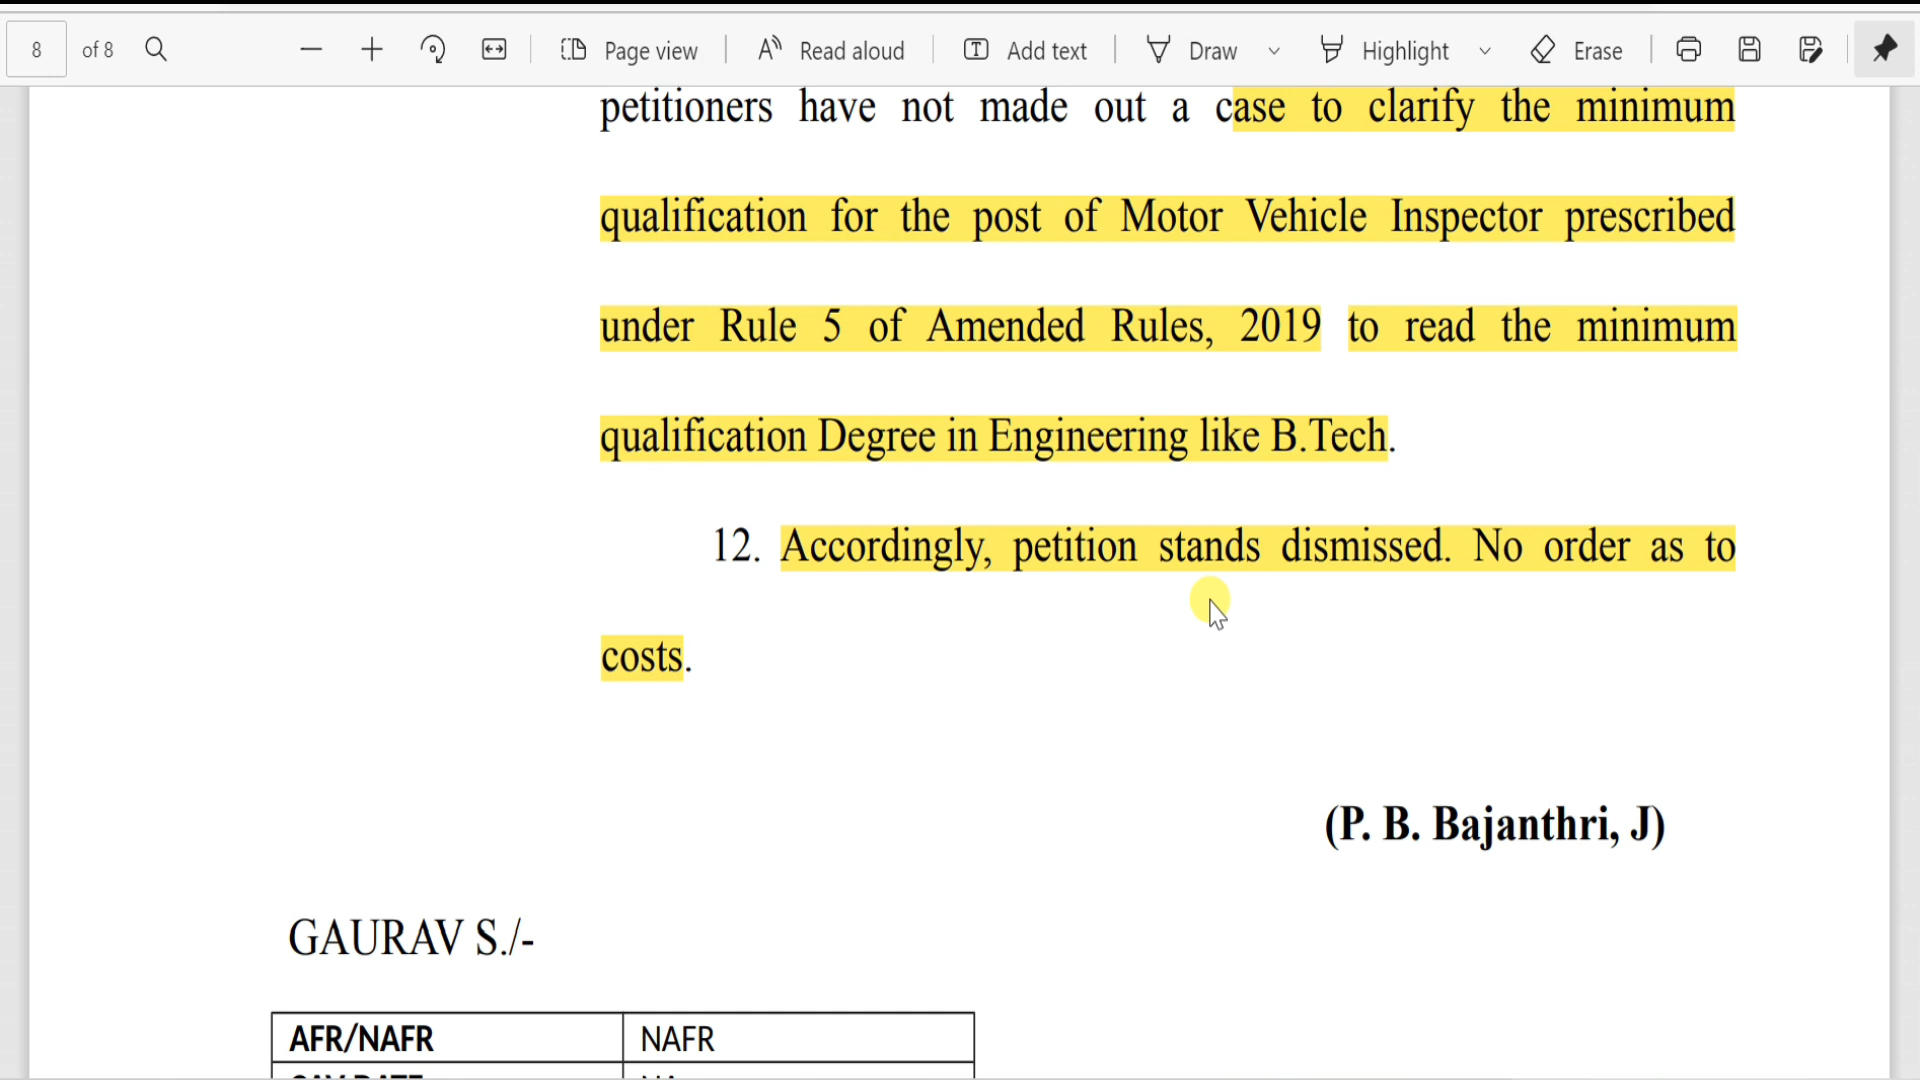 8 of 8 Page view Read aloud Add text Draw Highlight Erase
petitioners have not made out a case to clarify the minimum
qualification for the post of Motor Vehicle Inspector prescribed
under Rule 5 of Amended Rules, 2019 to read the minimum
qualification Degree in Engineering like B.Tech.
12. Accordingly, petition stands dismissed. No order as to
costs.
(P. B. Bajanthri, J)
GAURAV S./-
AFR/NAFR NAFR